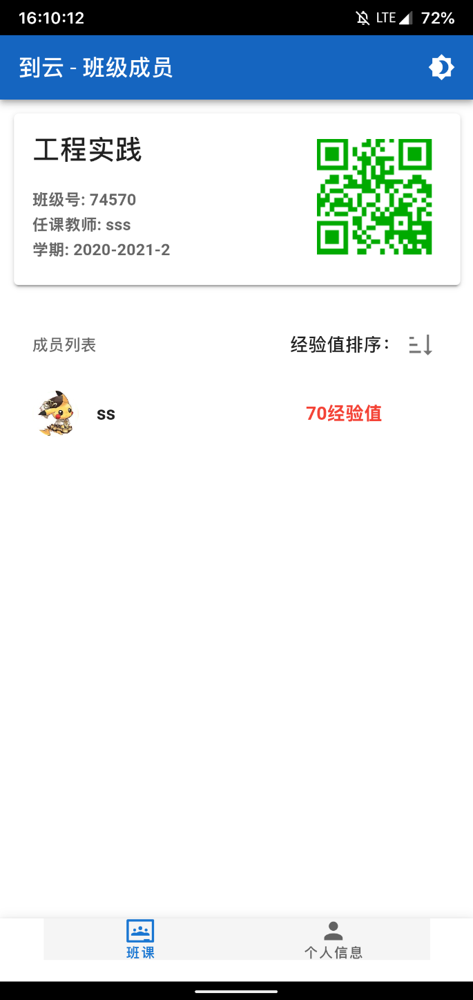 16:10:12 LTE 72%
到云 - 班级成员
工程实践
班级号: 74570
任课教师: sss
学期: 2020-2021-2
成员列表 经验值排序：
ss 70经验值
班课 个人信息